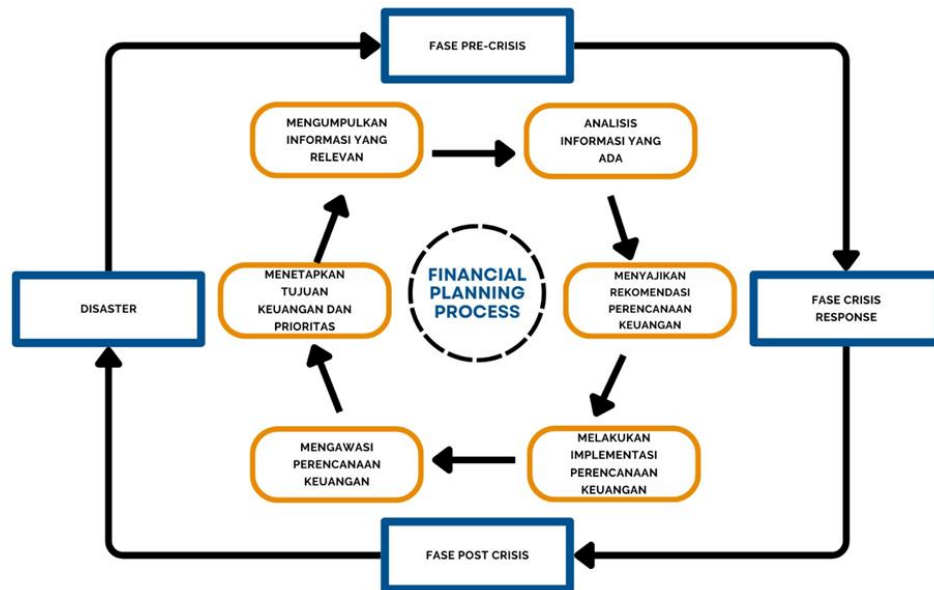 FASE PRE-CRISIS
MENGUMPULKAN
INFORMASI YANG
RELEVAN
ANALISIS
INFORMASI YANG
ADA
DISASTER
MENETAPKAN
TUJUAN
KEUANGAN DAN
PRIORITAS
FINANCIAL
PLANNING
PROCESS
MENYAJIKAN
REKOMENDASI
PERENCANAAN
KEUANGAN
FASE CRISIS
RESPONSE
MENGAWASI
PERENCANAAN
KEUANGAN
MELAKUKAN
IMPLEMENTASI
PERENCANAAN
KEUANGAN
FASE POST CRISIS